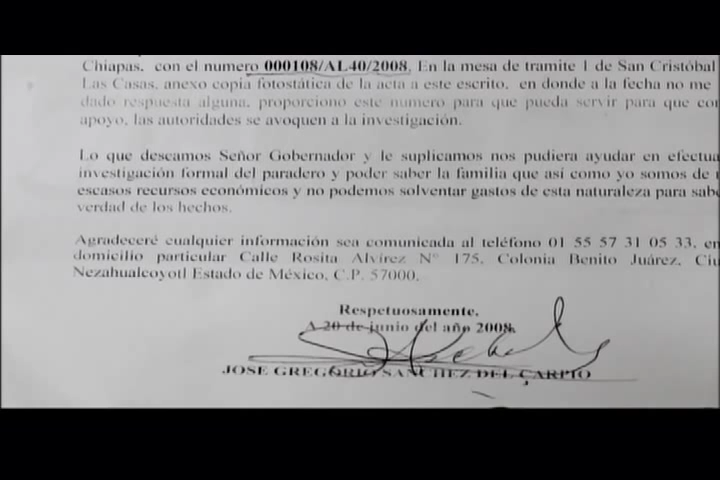 Chiapas, con el numero 000108/AL40/2008. En la mesa de tramite 1 de San Cristóbal
Las Casas, anexo copia fotostática de la acta a este escrito, en donde a la fecha no me
dado respuesta alguna, proporciono este numero para que pueda servir para que con
apoyo, las autoridades se avoquen a la investigación.
Lo que deseamos Señor Gobernador y le suplicamos nos pudiera ayudar en efectua
investigación formal del paradero y poder saber la familia que así como yo somos de
escasos recursos económicos y no podemos solventar gastos de esta naturaleza para sabe
verdad de los hechos.
Agradeceré cualquier información sea comunicada al teléfono 01 55 57 31 05 33, en
domicilio particular Calle Rosita Alvirez N° 175, Colonia Benito Juárez, Ciu
Nezahualcoyotl Estado de México, C.P. 57000.
Respetuosamente.
A 20 de junio del año 2008.
JOSE GREGORIO SANCHEZ DEL CARPIO